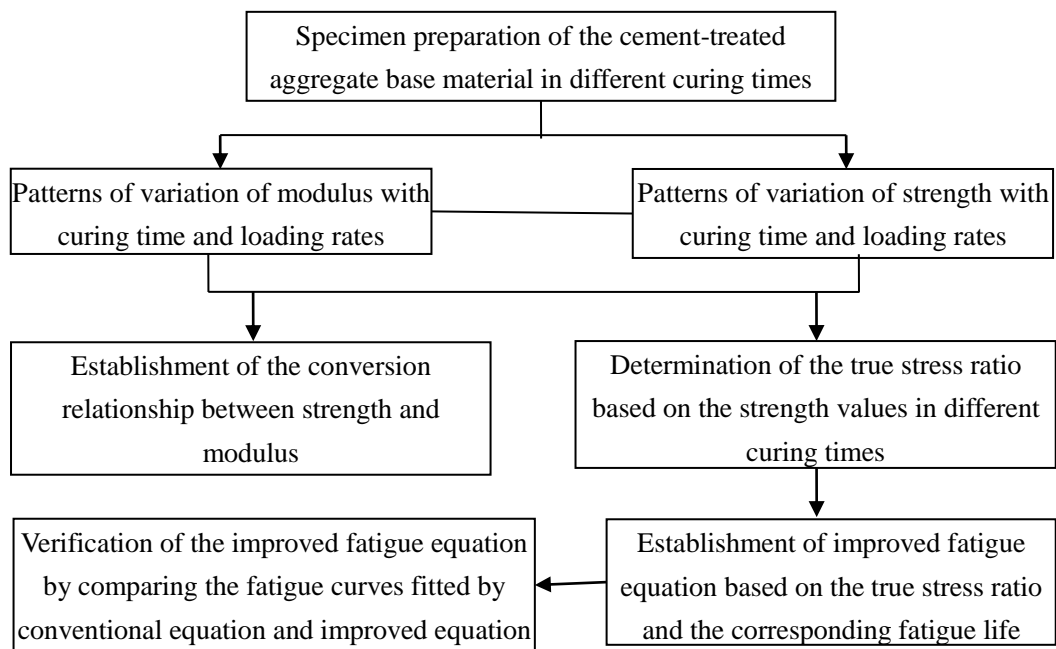 Specimen preparation of the cement-treated
aggregate base material in different curing times
Patterns of variation of modulus with
curing time and loading rates
Patterns of variation of strength with
curing time and loading rates
Establishment of the conversion
relationship between strength and
modulus
Determination of the true stress ratio
based on the strength values in different
curing times
Verification of the improved fatigue equation
by comparing the fatigue curves fitted by
conventional equation and improved equation
Establishment of improved fatigue
equation based on the true stress ratio
and the corresponding fatigue life